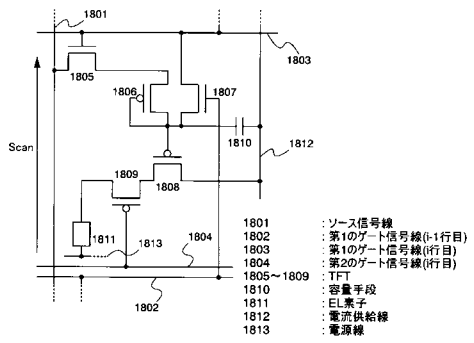 1801
1803
1805
1806
1807
Scan
1810
1812
1809
1808
1811
1813
1804
1802
1801 :ソース信号線
1802 :第1のゲート信号線(i-1行目)
1803 :第1のゲート信号線(i行目)
1804 :第2のゲート信号線(i行目)
1805〜1809 :TFT
1810 :容量手段
1811 :EL素子
1812 :電流供給線
1813 :電源線